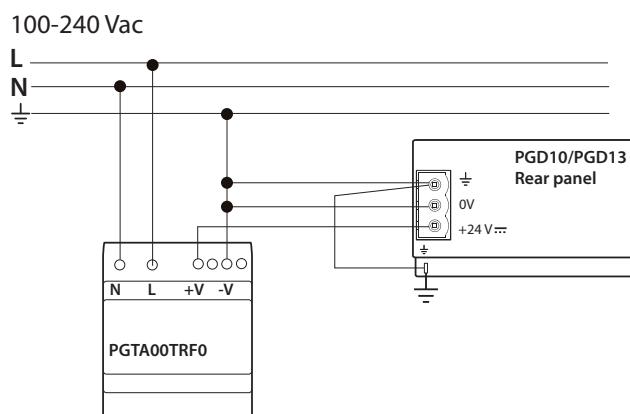 100-240 Vac
L
N
PGD10/PGD13
Rear panel
0V
+24 V
N L +V -V
PGTA00TRF0